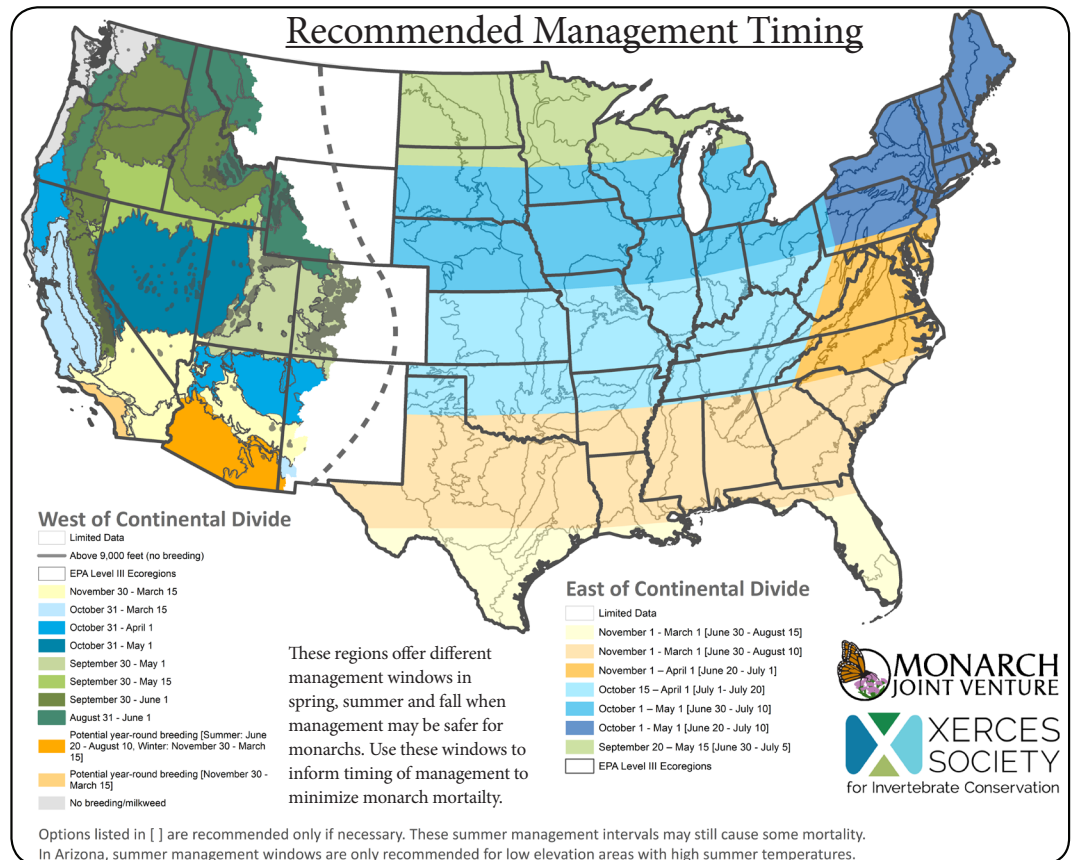 Recommended Management Timing
West of Continental Divide
Limited Data
Above 9,000 feet (no breeding)
EPA Level III Ecoregions
November 30 - March 15
October 31 - March 15
October 31 - April 1
October 31 - May 1
September 30 - May 1
September 30 - May 15
September 30 - June 1
August 31 - June 1
Potential year-round breeding [Summer: June
20 - August 10, Winter: November 30 - March
15]
Potential year-round breeding [November 30 -
March 15]
No breeding/milkweed
These regions offer different
management windows in
spring, summer and fall when
management may be safer for
monarchs. Use these windows to
inform timing of management to
minimize monarch mortailty.
East of Continental Divide
Limited Data
November 1 - March 1 [June 30 - August 15]
November 1 - March 1 [June 30 - August 10]
November 1 – April 1 [June 20 - July 1]
October 15 – April 1 [July 1- July 20]
October 1 – May 1 [June 30 - July 10]
October 1 - May 1 [June 20 - July 10]
September 20 – May 15 [June 30 - July 5]
EPA Level III Ecoregions
MONARCH
JOINT VENTURE
XERCES
SOCIETY
for Invertebrate Conservation
Options listed in [ ] are recommended only if necessary. These summer management intervals may still cause some mortality.
In Arizona, summer management windows are only recommended for low elevation areas with high summer temperatures.